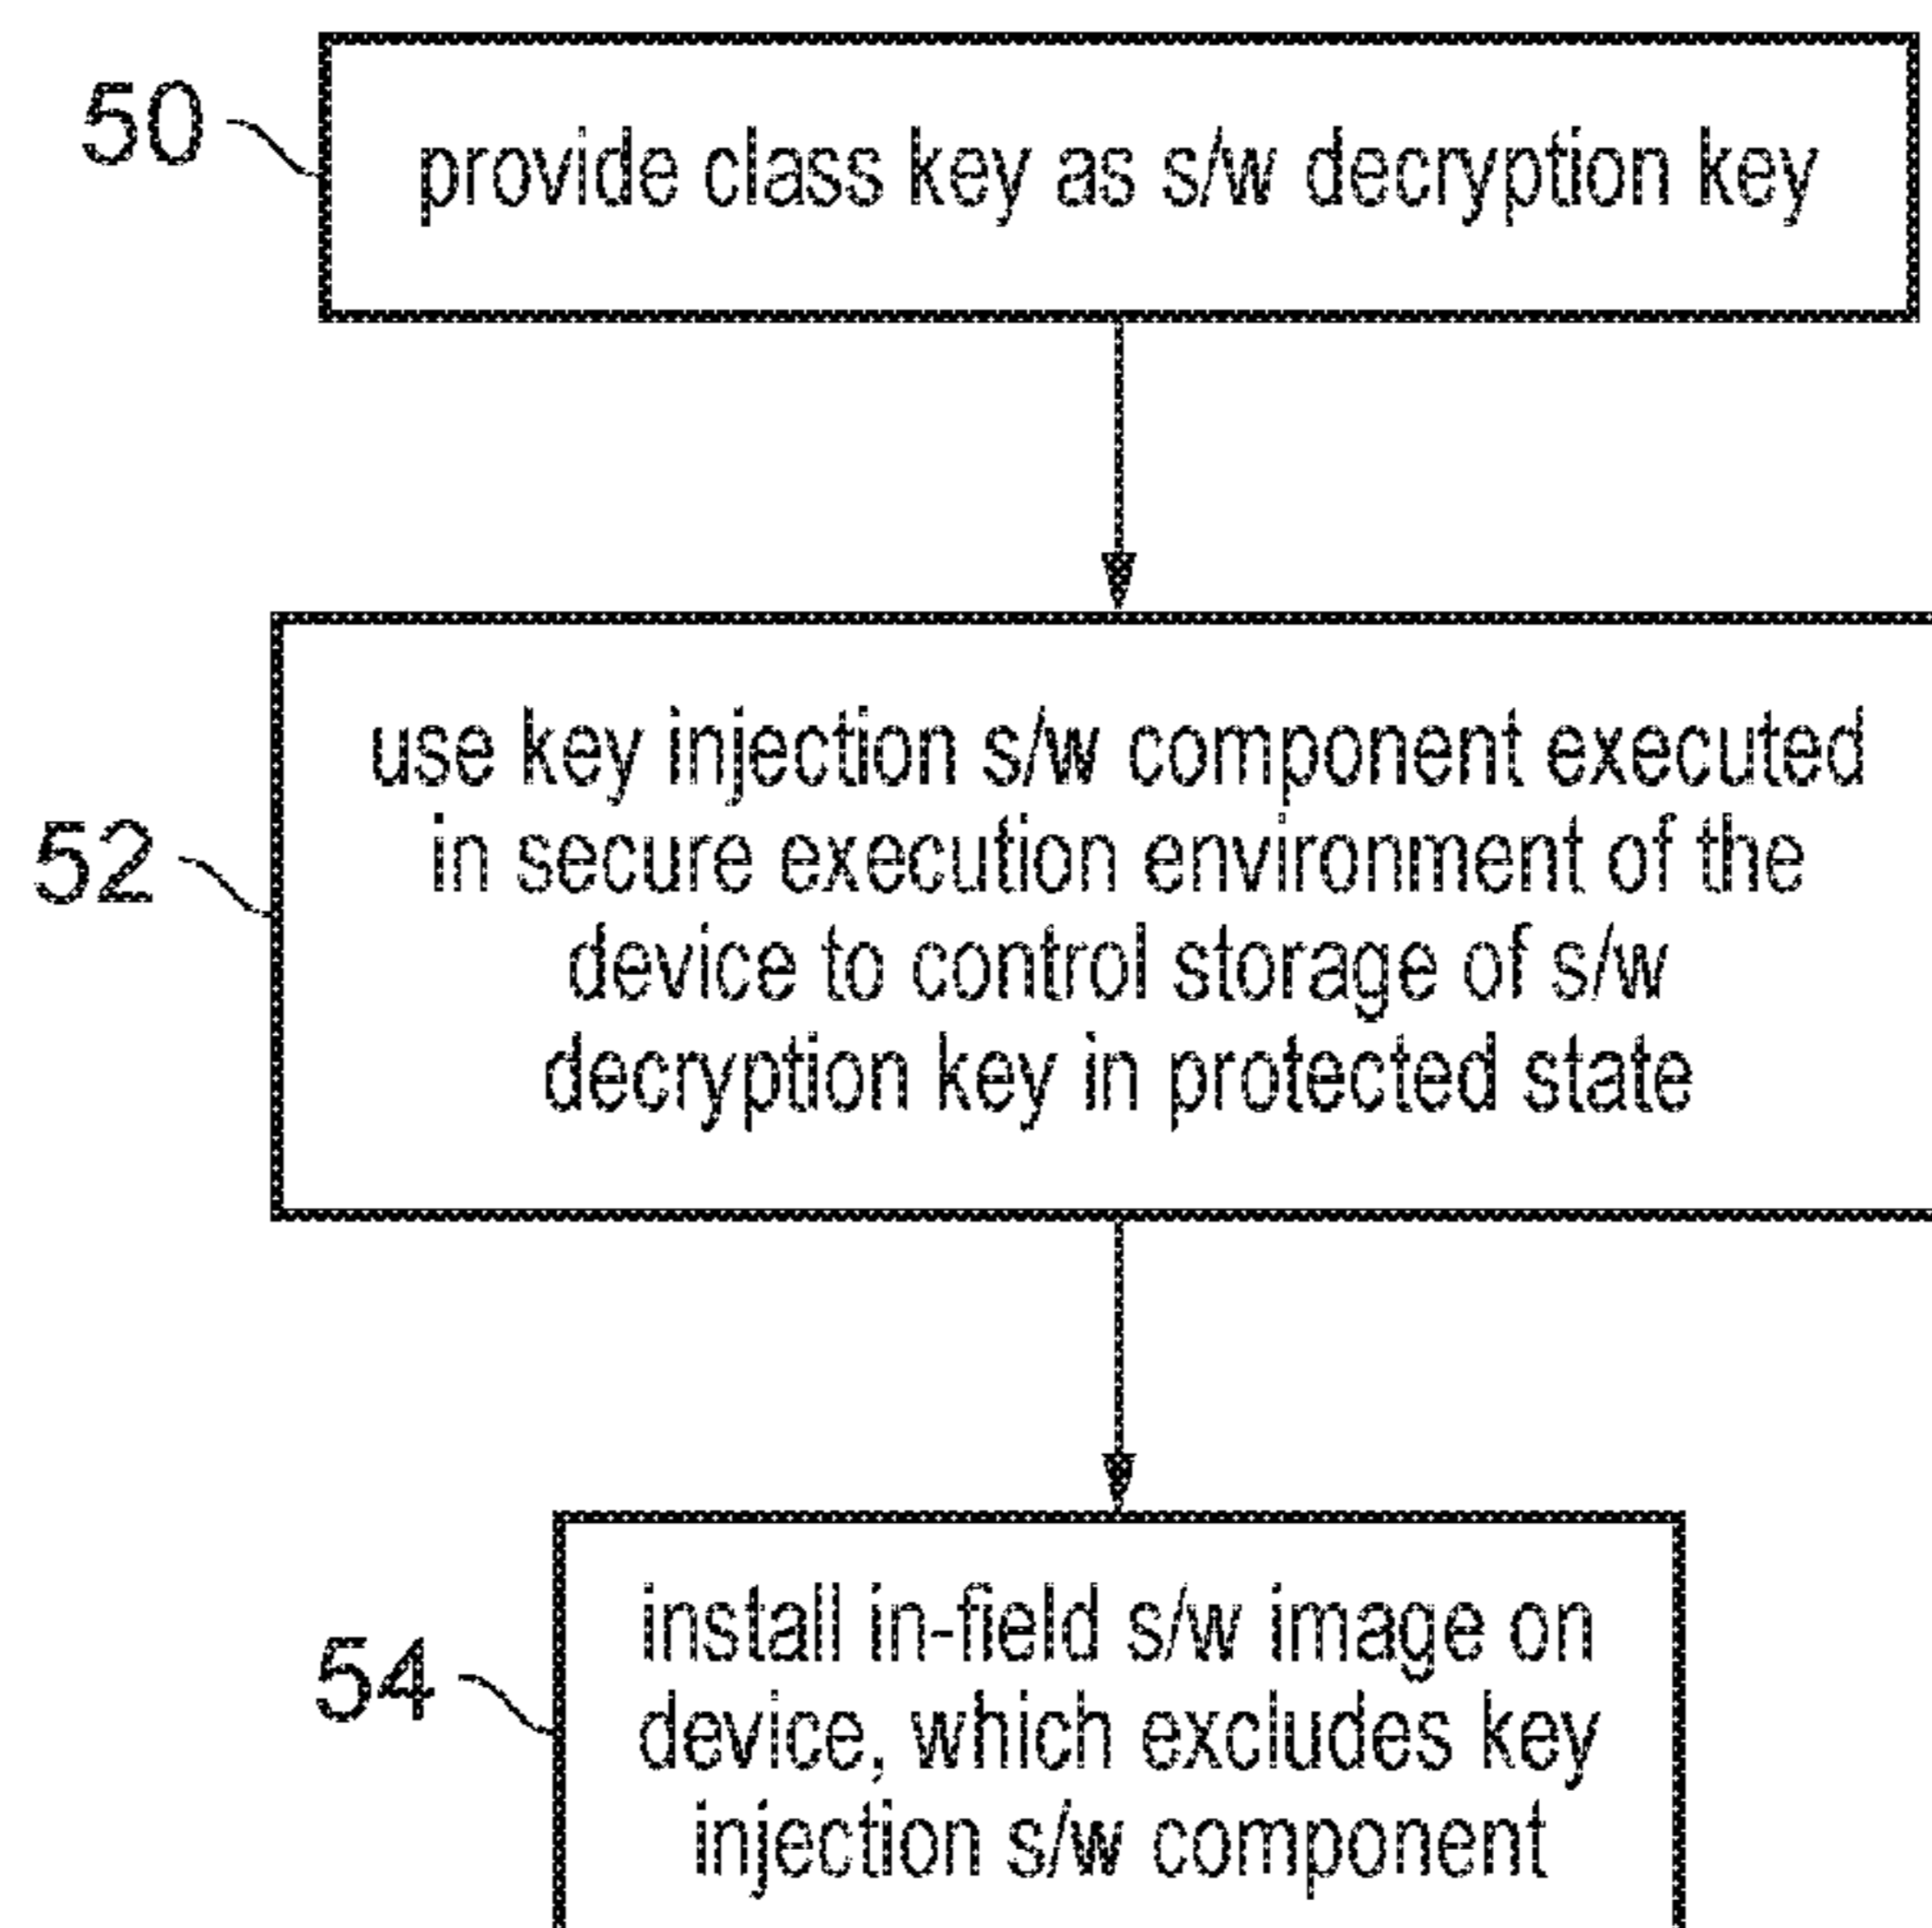 50
provide class key as s/w decryption key
52
use key injection s/w component executed
in secure execution environment of the
device to control storage of s/w
decryption key in protected state
54
install in-field s/w image on
device, which excludes key
injection s/w component